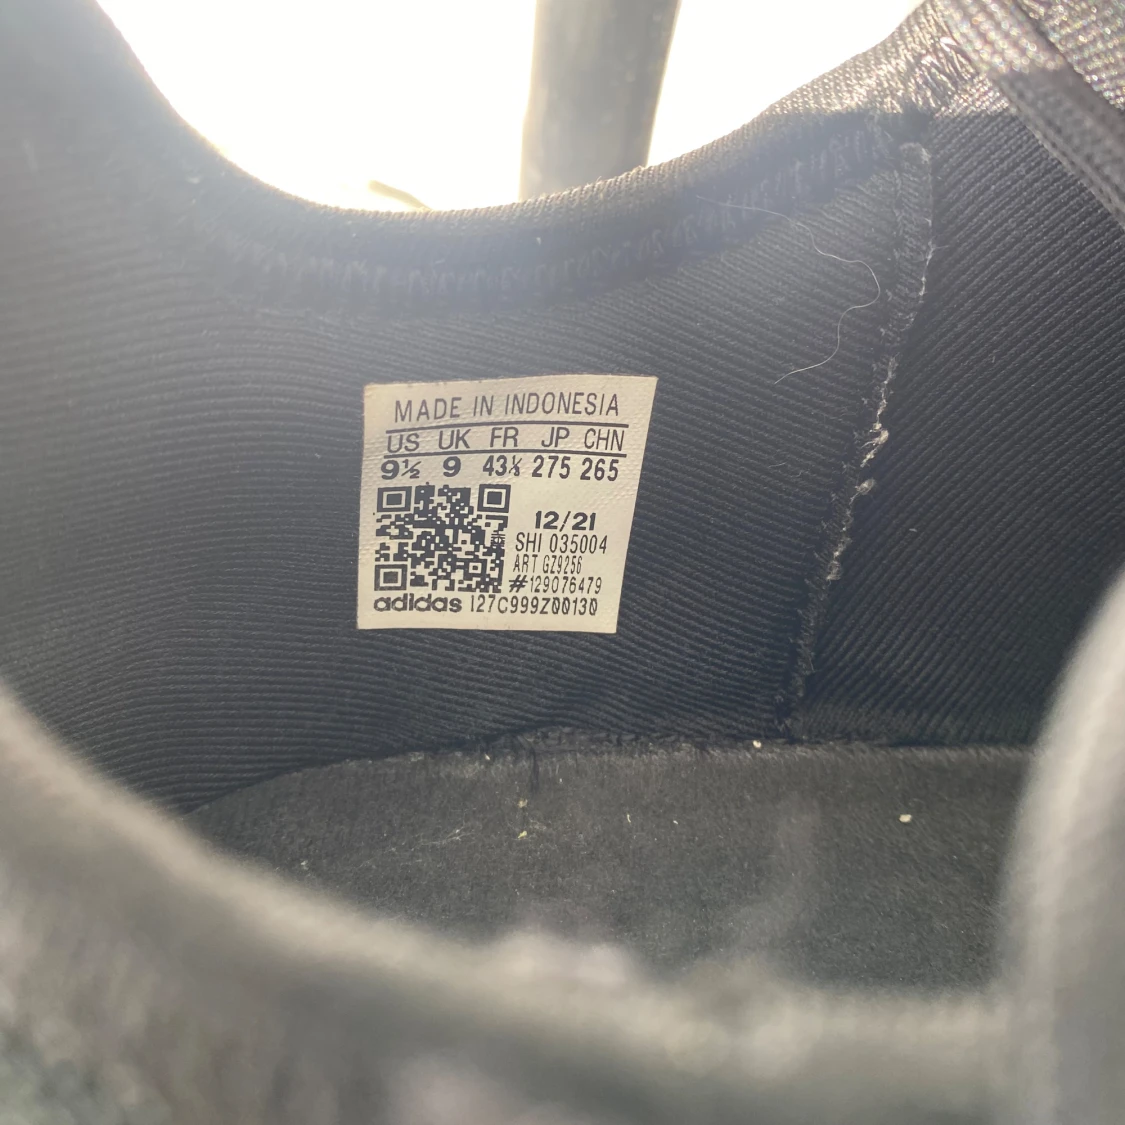 MADE IN INDONESIA
US UK FR JP CHN
9½ 9 43⅓ 275 265
12/21
SHI 035004
ART GZ9256
#129076479
adidas I27C999Z00130